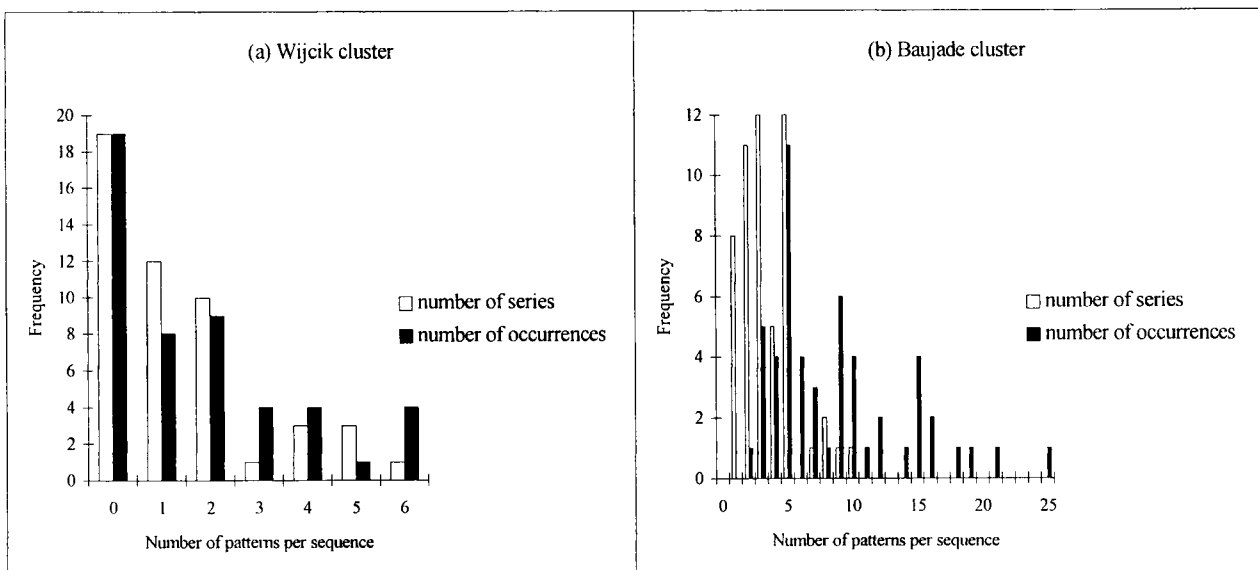 (a) Wijcik cluster
20
18
16
14
12
10
8
6
4
2
0
Frequency
0 1 2 3 4 5 6
Number of patterns per sequence
number of series
number of occurrences
(b) Baujade cluster
12
10
8
6
4
2
0
Frequency
0 5 10 15 20 25
Number of patterns per sequence
number of series
number of occurrences